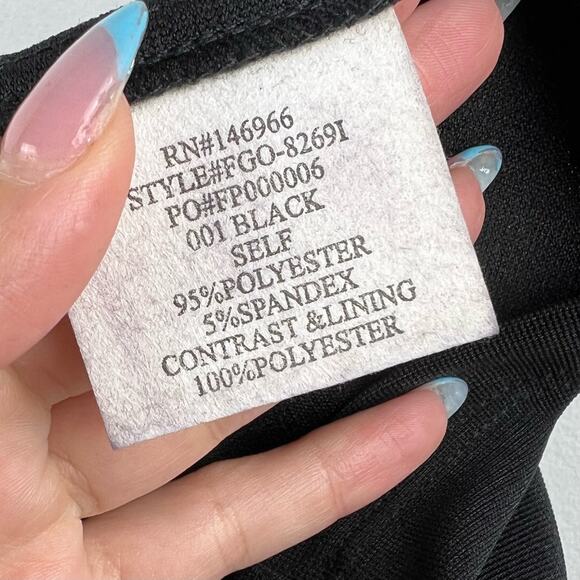 RN#146966
STYLE#FGO-8269I
PO#FP000006
001 BLACK
SELF
95%POLYESTER
5%SPANDEX
CONTRAST &LINING
100%POLYESTER